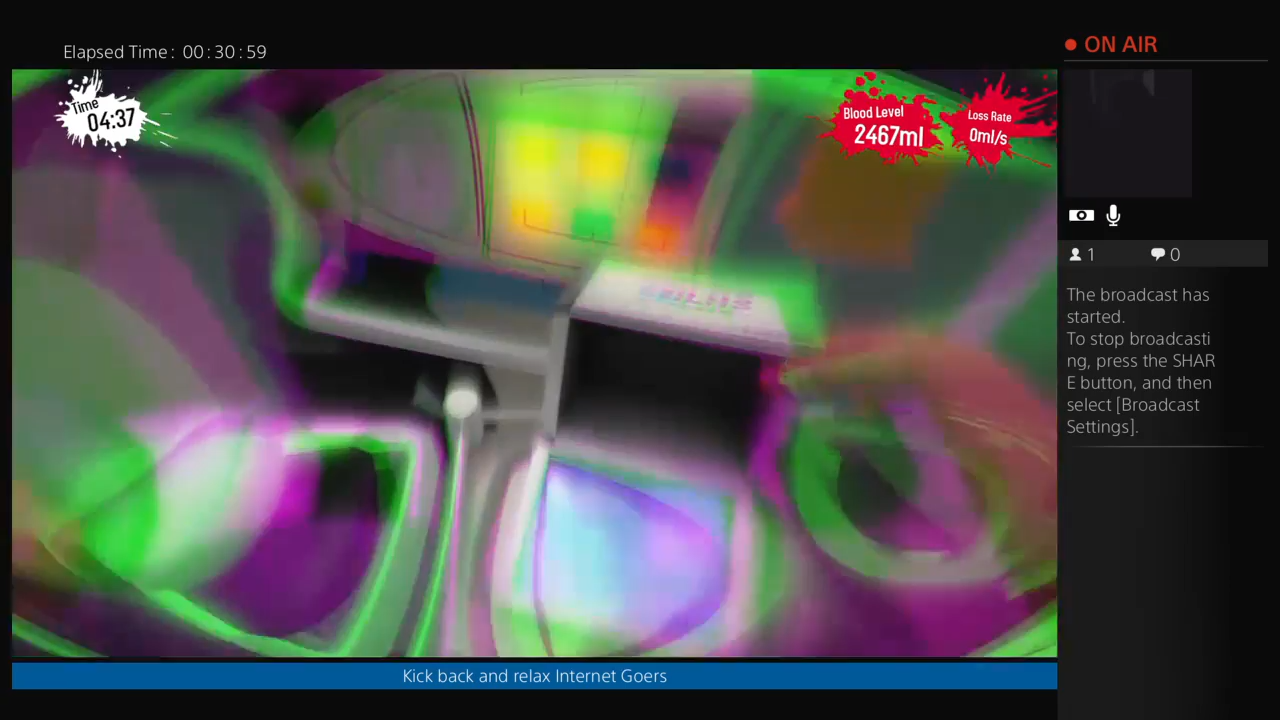 Elapsed Time: 00:30:59
ON AIR
Time
04:37
Blood Level
2467ml
Loss Rate
0ml/s
1
0
The broadcast has
started.
To stop broadcasti
ng, press the SHAR
E button, and then
select [Broadcast
Settings].
Kick back and relax Internet Goers